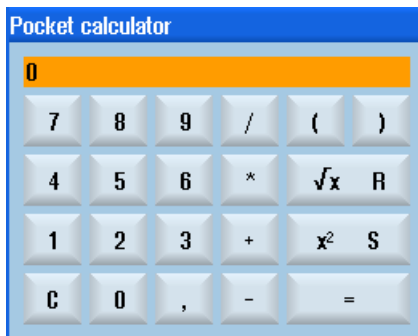 Pocket calculator
0
7 8 9 / ( )
4 5 6 * √x R
1 2 3 + x² S
C 0 , - =